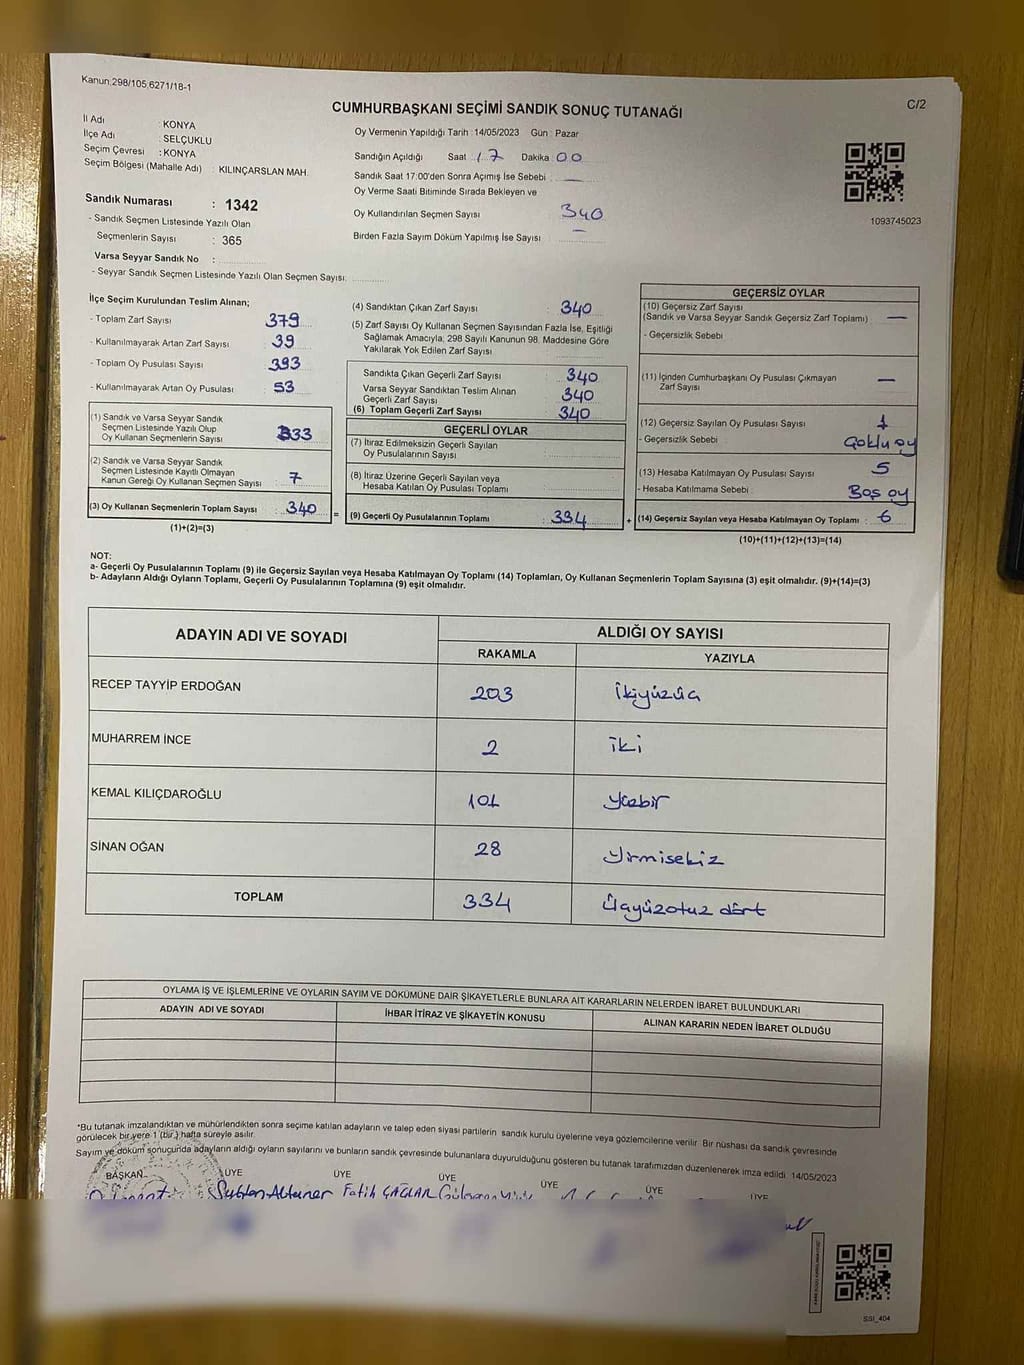 Kanun:298/105,6271/18-1
C/2
CUMHURBAŞKANI SEÇİMİ SANDIK SONUÇ TUTANAĞI
İl Adı : KONYA
İlçe Adı : SELÇUKLU
Seçim Çevresi : KONYA
Seçim Bölgesi (Mahalle Adı) : KILINÇARSLAN MAH.
Sandık Numarası : 1342
- Sandık Seçmen Listesinde Yazılı Olan
Seçmenlerin Sayısı : 365
Varsa Seyyar Sandık No :
- Seyyar Sandık Seçmen Listesinde Yazılı Olan Seçmen Sayısı:
Oy Vermenin Yapıldığı Tarih :14/05/2023 Gün : Pazar
Sandığın Açıldığı Saat : 17 Dakika : 00
Sandık Saat 17:00'den Sonra Açımış İse Sebebi : —
Oy Verme Saati Bitiminde Sırada Bekleyen ve
Oy Kullandırılan Seçmen Sayısı : 340
Birden Fazla Sayım Döküm Yapılmış İse Sayısı : —
1093745023
İlçe Seçim Kurulundan Teslim Alınan;
- Toplam Zarf Sayısı : 379
- Kullanılmayarak Artan Zarf Sayısı : 39
- Toplam Oy Pusulası Sayısı : 393
- Kullanılmayarak Artan Oy Pusulası : 53
(1) Sandık ve Varsa Seyyar Sandık
Seçmen Listesinde Yazılı Olup
Oy Kullanan Seçmenlerin Sayısı : 333
(2) Sandık ve Varsa Seyyar Sandık
Seçmen Listesinde Kayıtlı Olmayan
Kanun Gereği Oy Kullanan Seçmen Sayısı : 7
(3) Oy Kullanan Seçmenlerin Toplam Sayısı : 340
(1)+(2)=(3)
(4) Sandıktan Çıkan Zarf Sayısı : 340
(5) Zarf Sayısı Oy Kullanan Seçmen Sayısından Fazla İse, Eşitliği
Sağlamak Amacıyla, 298 Sayılı Kanunun 98. Maddesine Göre
Yakılarak Yok Edilen Zarf Sayısı :
Sandıkta Çıkan Geçerli Zarf Sayısı : 340
Varsa Seyyar Sandıktan Teslim Alınan
Geçerli Zarf Sayısı : 340
(6) Toplam Geçerli Zarf Sayısı : 340
GEÇERLİ OYLAR
(7) İtiraz Edilmeksizin Geçerli Sayılan
Oy Pusulalarının Sayısı :
(8) İtiraz Üzerine Geçerli Sayılan veya
Hesaba Katılan Oy Pusulası Toplamı :
= (9) Geçerli Oy Pusulalarının Toplamı : 334
GEÇERSİZ OYLAR
(10) Geçersiz Zarf Sayısı
(Sandık ve Varsa Seyyar Sandık Geçersiz Zarf Toplamı) : —
- Geçersizlik Sebebi
(11) İçinden Cumhurbaşkanı Oy Pusulası Çıkmayan
Zarf Sayısı : —
(12) Geçersiz Sayılan Oy Pusulası Sayısı : 1
- Geçersizlik Sebebi : Çoklu oy
(13) Hesaba Katılmayan Oy Pusulası Sayısı : 5
- Hesaba Katılmama Sebebi : Boş oy
+ (14) Geçersiz Sayılan veya Hesaba Katılmayan Oy Toplamı : 6
(10)+(11)+(12)+(13)=(14)
NOT:
a- Geçerli Oy Pusulalarının Toplamı (9) ile Geçersiz Sayılan veya Hesaba Katılmayan Oy Toplamı (14) Toplamları, Oy Kullanan Seçmenlerin Toplam Sayısına (3) eşit olmalıdır. (9)+(14)=(3)
b- Adayların Aldığı Oyların Toplamı, Geçerli Oy Pusulalarının Toplamına (9) eşit olmalıdır.
ADAYIN ADI VE SOYADI ALDIĞI OY SAYISI
RAKAMLA YAZIYLA
RECEP TAYYİP ERDOĞAN 203 İkiyüzüç
MUHARREM İNCE 2 iki
KEMAL KILIÇDAROĞLU 101 yüzbir
SİNAN OĞAN 28 yirmisekiz
TOPLAM 334 Üçyüzotuz dört
OYLAMA İŞ VE İŞLEMLERİNE VE OYLARIN SAYIM VE DÖKÜMÜNE DAİR ŞİKAYETLERLE BUNLARA AİT KARARLARIN NELERDEN İBARET BULUNDUKLARI
ADAYIN ADI VE SOYADI İHBAR İTİRAZ VE ŞİKAYETİN KONUSU ALINAN KARARIN NEDEN İBARET OLDUĞU
*Bu tutanak imzalandıktan ve mühürlendikten sonra seçime katılan adayların ve talep eden siyasi partilerin sandık kurulu üyelerine veya gözlemcilerine verilir. Bir nüshası da sandık çevresinde
görülecek bir yere 1 (bir) hafta süreyle asılır.
Sayım ve döküm sonucunda adayların aldığı oyların sayılarını ve bunların sandık çevresinde bulunanlara duyurulduğunu gösteren bu tutanak tarafımızdan düzenlenerek imza edildi 14/05/2023
BAŞKAN ÜYE ÜYE ÜYE ÜYE ÜYE ÜYE
Fatih ÇAĞLAR
SSI_404